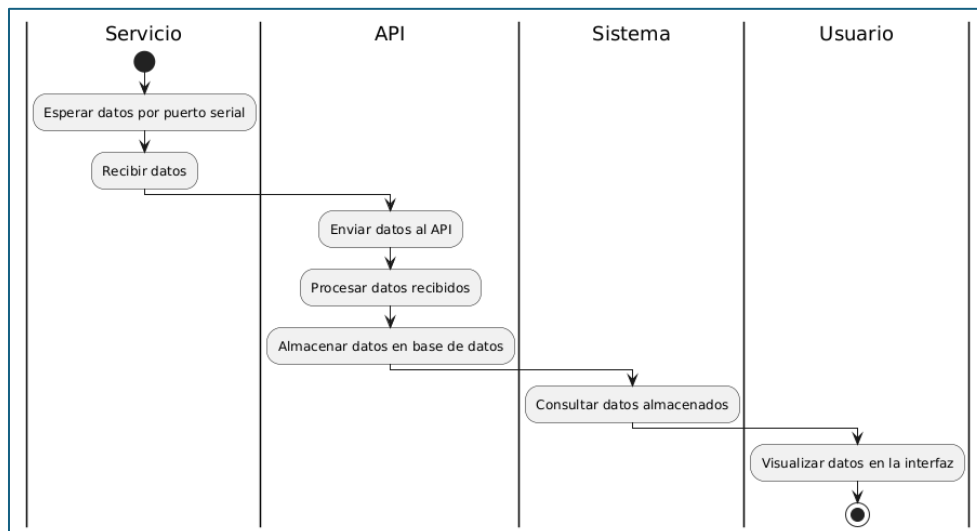 Servicio
API
Sistema
Usuario
Esperar datos por puerto serial
Recibir datos
Enviar datos al API
Procesar datos recibidos
Almacenar datos en base de datos
Consultar datos almacenados
Visualizar datos en la interfaz